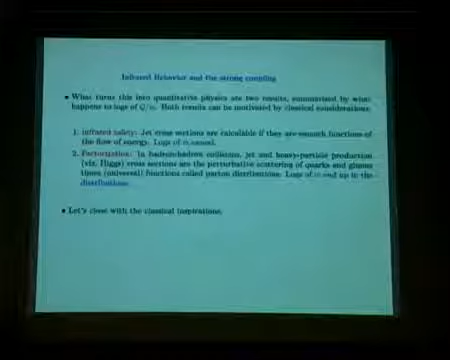 Infrared Behavior and the strong coupling
• What turns this into quantitative physics are two results, summarized by what
happens to logs of Q/m. Both results can be motivated by classical considerations.
1. Infrared safety: Jet cross sections are calculable if they are smooth functions of
the flow of energy. Logs of m cancel.
2. Factorization: In hadron-hadron collisions, jet and heavy-particle production
(viz. Higgs) cross sections are the perturbative scattering of quarks and gluons
times (universal) functions called parton distributions. Logs of m end up in the
distributions.
• Let's close with the classical inspirations.